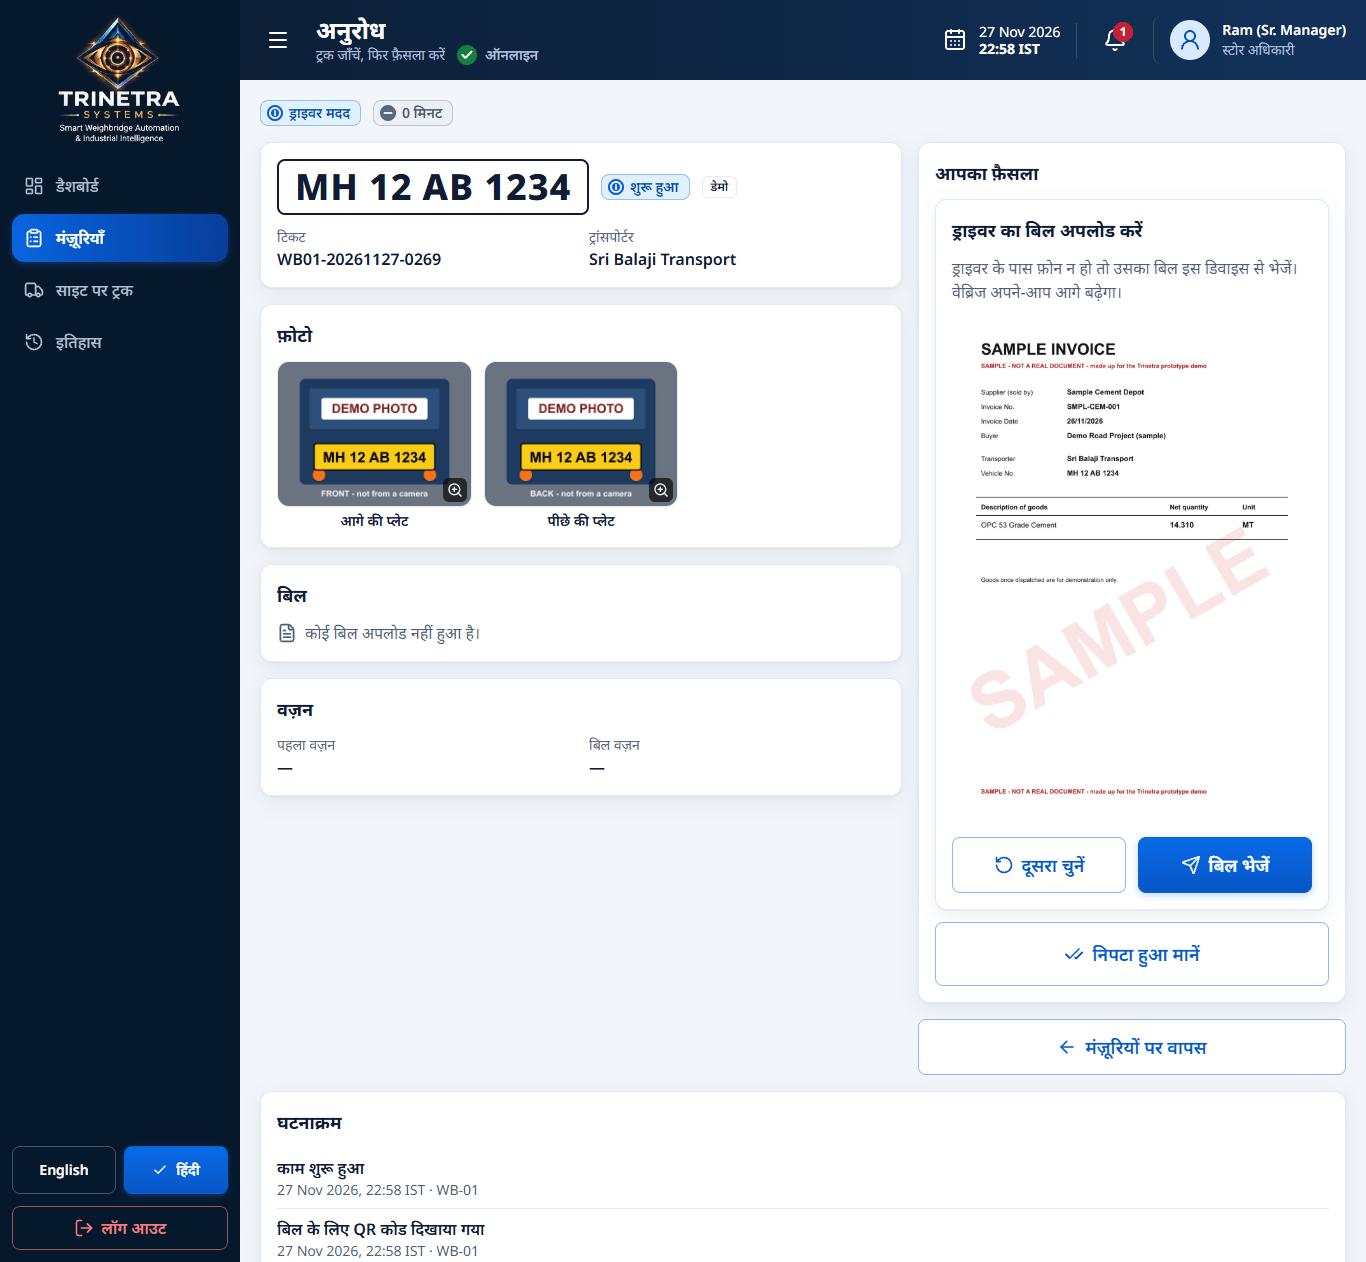 TRINETRA
SYSTEMS
Smart Weighbridge Automation
& Industrial Intelligence
डैशबोर्ड
मंज़ूरियाँ
साइट पर ट्रक
इतिहास
English
हिंदी
लॉग आउट
अनुरोध
ट्रक जाँचें, फिर फ़ैसला करें
ऑनलाइन
27 Nov 2026
22:58 IST
1
Ram (Sr. Manager)
स्टोर अधिकारी
ड्राइवर मदद
0 मिनट
MH 12 AB 1234
शुरू हुआ
डेमो
टिकट
WB01-20261127-0269
ट्रांसपोर्टर
Sri Balaji Transport
फ़ोटो
DEMO PHOTO
MH 12 AB 1234
FRONT - not from a camera
आगे की प्लेट
DEMO PHOTO
MH 12 AB 1234
BACK - not from a camera
पीछे की प्लेट
बिल
कोई बिल अपलोड नहीं हुआ है।
वज़न
पहला वज़न
—
बिल वज़न
—
आपका फ़ैसला
ड्राइवर का बिल अपलोड करें
ड्राइवर के पास फ़ोन न हो तो उसका बिल इस डिवाइस से भेजें।
वेब्रिज अपने-आप आगे बढ़ेगा।
SAMPLE INVOICE
SAMPLE - NOT A REAL DOCUMENT - made up for the Trinetra prototype demo
Supplier (sold by) Sample Cement Depot
Invoice No. SMPL-CEM-001
Invoice Date 26/11/2026
Buyer Demo Road Project (sample)
Transporter Sri Balaji Transport
Vehicle No. MH 12 AB 1234
Description of goods Net quantity Unit
OPC 53 Grade Cement 14.310 MT
Goods once dispatched are for demonstration only.
SAMPLE
SAMPLE - NOT A REAL DOCUMENT - made up for the Trinetra prototype demo
दूसरा चुनें
बिल भेजें
निपटा हुआ मानें
मंज़ूरियों पर वापस
घटनाक्रम
काम शुरू हुआ
27 Nov 2026, 22:58 IST · WB-01
बिल के लिए QR कोड दिखाया गया
27 Nov 2026, 22:58 IST · WB-01